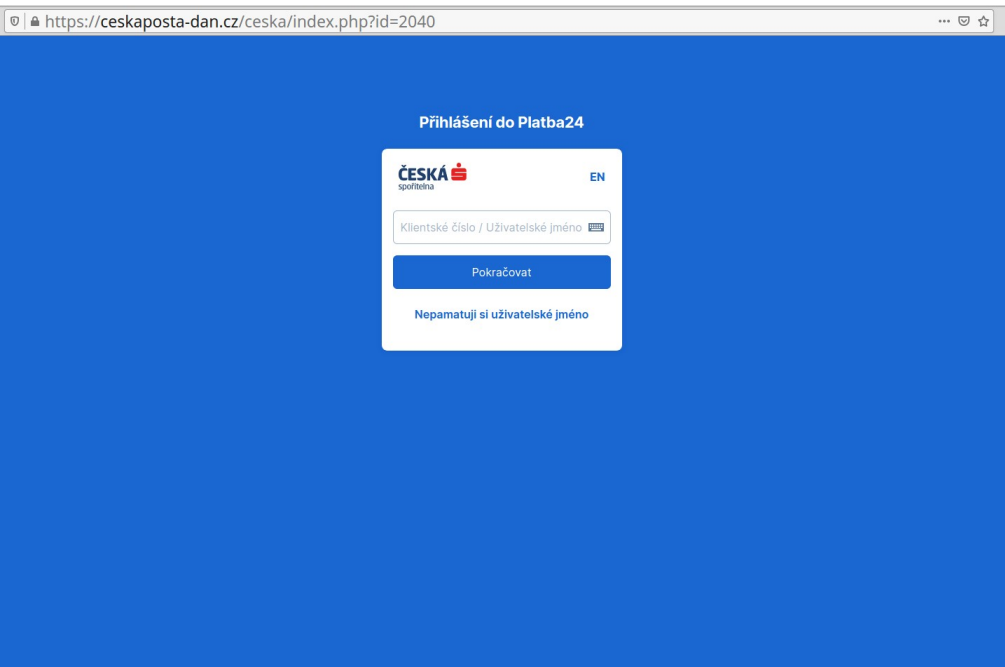 https://ceskaposta-dan.cz/ceska/index.php?id=2040
Přihlášení do Platba24
ČESKÁ
spořitelna
EN
Klientské číslo / Uživatelské jméno
Pokračovat
Nepamatuji si uživatelské jméno